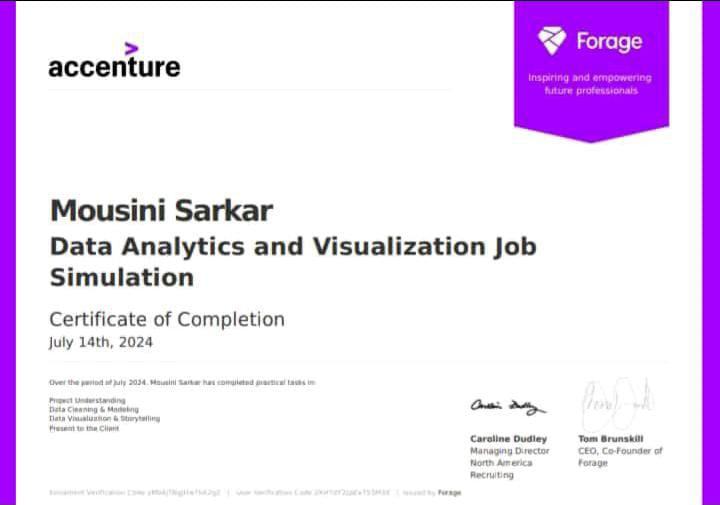 accenture
Forage
Inspiring and empowering
future professionals
Mousini Sarkar
Data Analytics and Visualization Job
Simulation
Certificate of Completion
July 14th, 2024
Over the period of July 2024, Mousini Sarkar has completed practical tasks in:
Project Understanding
Data Cleaning & Modeling
Data Visualization & Storytelling
Present to the Client
Caroline Dudley
Managing Director
North America
Recruiting
Tom Brunskill
CEO, Co-Founder of
Forage
Enrolment Verification Code | User Verification Code | Issued by Forage